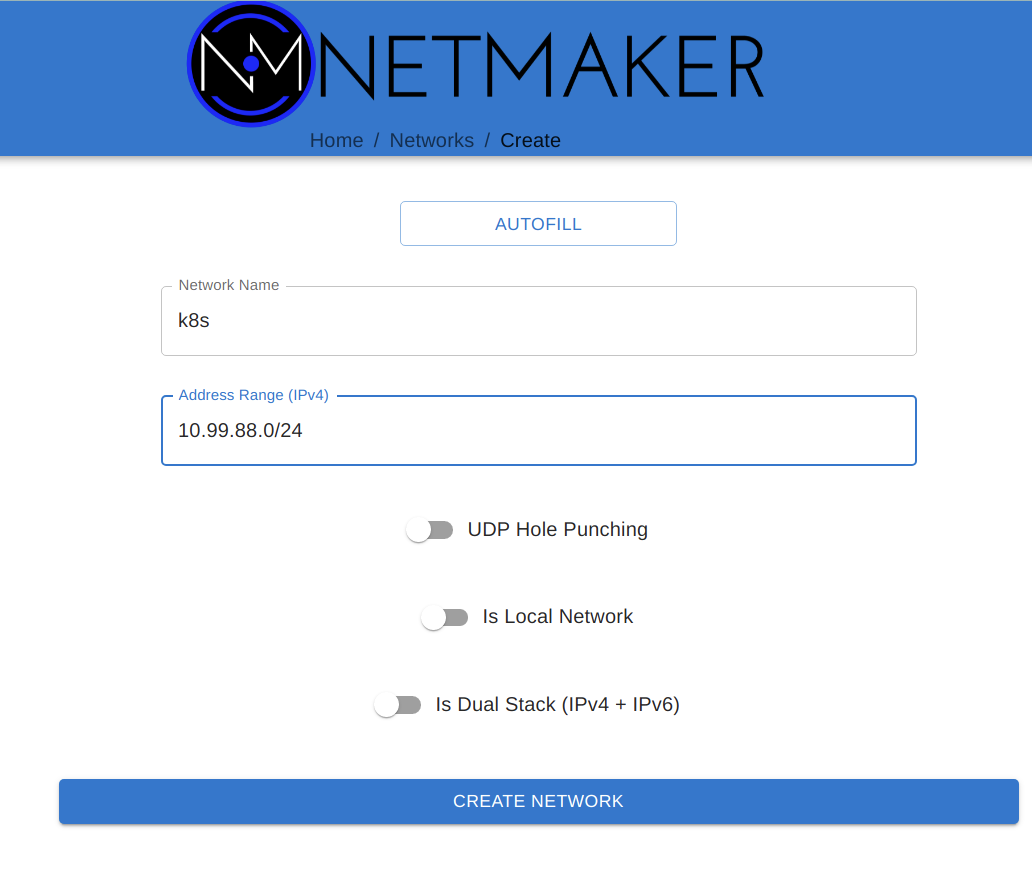 NM NETMAKER
Home / Networks / Create
AUTOFILL
Network Name
k8s
Address Range (IPv4)
10.99.88.0/24
UDP Hole Punching
Is Local Network
Is Dual Stack (IPv4 + IPv6)
CREATE NETWORK